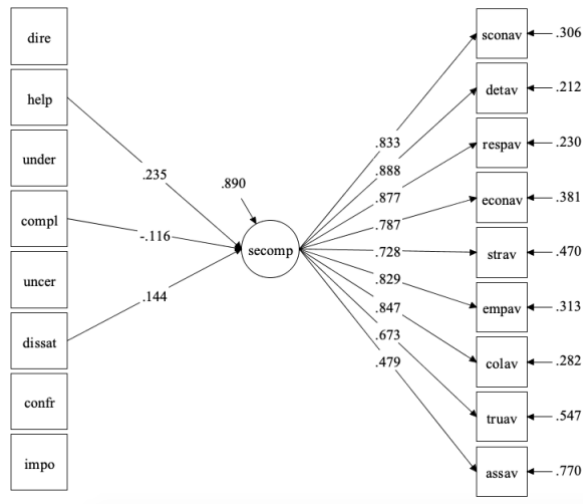 dire
help
under
compl
uncer
dissat
confr
impo
.235
-.116
.144
.890
secomp
.833
.888
.877
.787
.728
.829
.847
.673
.479
sconav
.306
detav
.212
respav
.230
econav
.381
strav
.470
empav
.313
colav
.282
truav
.547
assav
.770